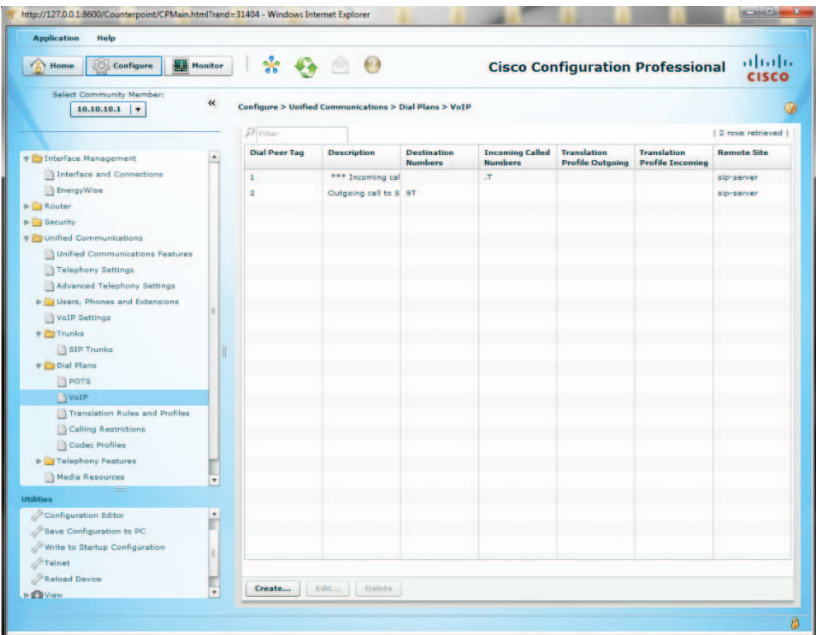 http://127.0.0.1:8600/Counterpoint/CPMain.html?rand=31404 - Windows Internet Explorer
Application Help
Home Configure Monitor
Cisco Configuration Professional
CISCO
Select Community Member:
10.10.10.1
«
Configure > Unified Communications > Dial Plans > VoIP
Filter
| 2 rows retrieved |
Dial Peer Tag Description Destination Numbers Incoming Called Numbers Translation Profile Outgoing Translation Profile Incoming Remote Site
1 *** Incoming cal .T sip-server
2 Outgoing call to S 9T sip-server
Interface Management
Interface and Connections
EnergyWise
Router
Security
Unified Communications
Unified Communications Features
Telephony Settings
Advanced Telephony Settings
Users, Phones and Extensions
VoIP Settings
Trunks
SIP Trunks
Dial Plans
POTS
VoIP
Translation Rules and Profiles
Calling Restrictions
Codec Profiles
Telephony Features
Media Resources
Utilities
Configuration Editor
Save Configuration to PC
Write to Startup Configuration
Telnet
Reload Device
View
Create... Edit... Delete